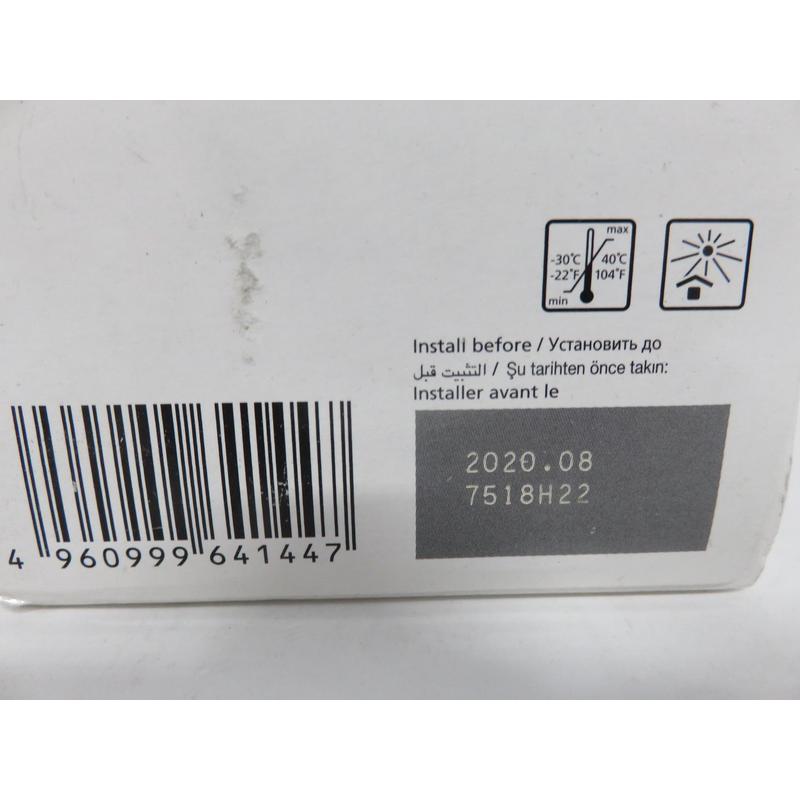 max
-30°C 40°C
-22°F 104°F
min
Install before / Установить до
التثبيت قبل / Şu tarihten önce takın:
Installer avant le
2020.08
7518H22
4 960999 641447